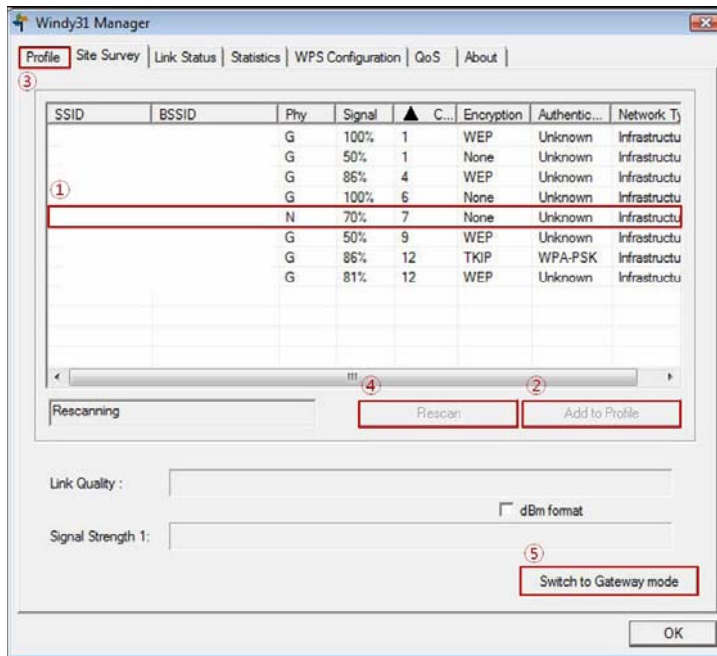 Windy31 Manager
Profile Site Survey Link Status Statistics WPS Configuration QoS About
③
SSID BSSID Phy Signal ▲ C... Encryption Authentic... Network Ty
G 100% 1 WEP Unknown Infrastructu
G 50% 1 None Unknown Infrastructu
G 86% 4 WEP Unknown Infrastructu
①
G 100% 6 None Unknown Infrastructu
N 70% 7 None Unknown Infrastructu
G 50% 9 WEP Unknown Infrastructu
G 86% 12 TKIP WPA-PSK Infrastructu
G 81% 12 WEP Unknown Infrastructu
④ ②
Rescanning Rescan Add to Profile
Link Quality :
dBm format
Signal Strength 1:
⑤
Switch to Gateway mode
OK